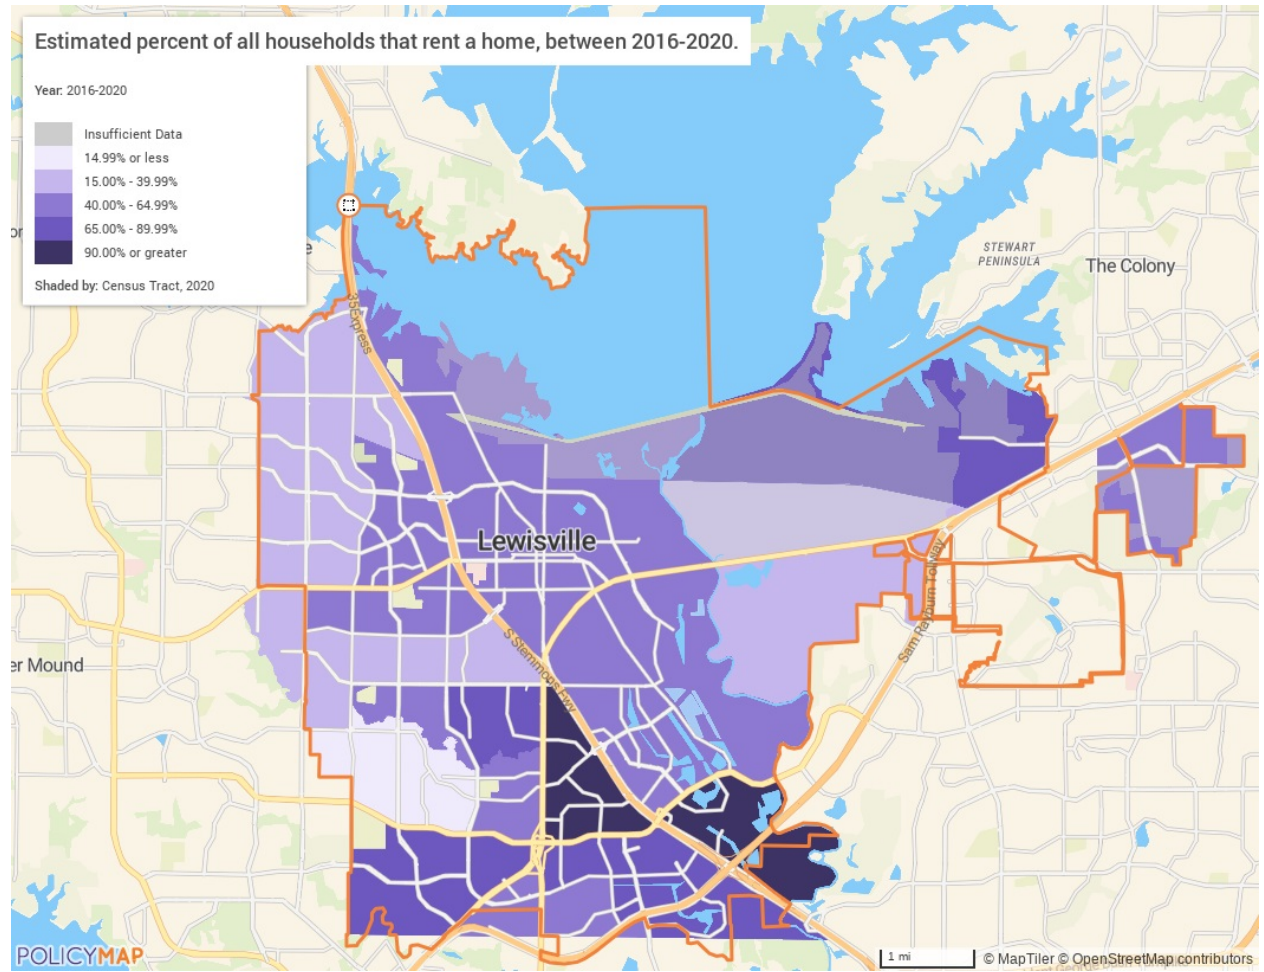 Estimated percent of all households that rent a home, between 2016-2020.
Year: 2016-2020
Insufficient Data
14.99% or less
15.00% - 39.99%
40.00% - 64.99%
65.00% - 89.99%
90.00% or greater
Shaded by: Census Tract, 2020
STEWART
PENINSULA
The Colony
35Express
Lewisville
Sam Rayburn Tollway
S Stemmons Fwy
er Mound
POLICYMAP
1 mi
© MapTiler © OpenStreetMap contributors